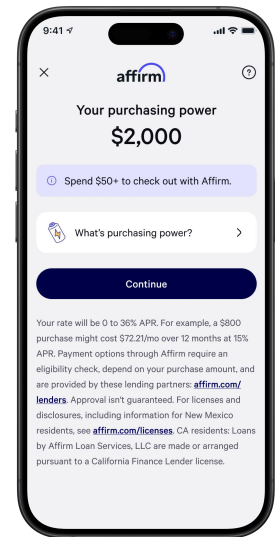 9:41
affirm
?
Your purchasing power
$2,000
Spend $50+ to check out with Affirm.
What's purchasing power?
Continue
Your rate will be 0 to 36% APR. For example, a $800
purchase might cost $72.21/mo over 12 months at 15%
APR. Payment options through Affirm require an
eligibility check, depend on your purchase amount, and
are provided by these lending partners: affirm.com/
lenders. Approval isn't guaranteed. For licenses and
disclosures, including information for New Mexico
residents, see affirm.com/licenses. CA residents: Loans
by Affirm Loan Services, LLC are made or arranged
pursuant to a California Finance Lender license.